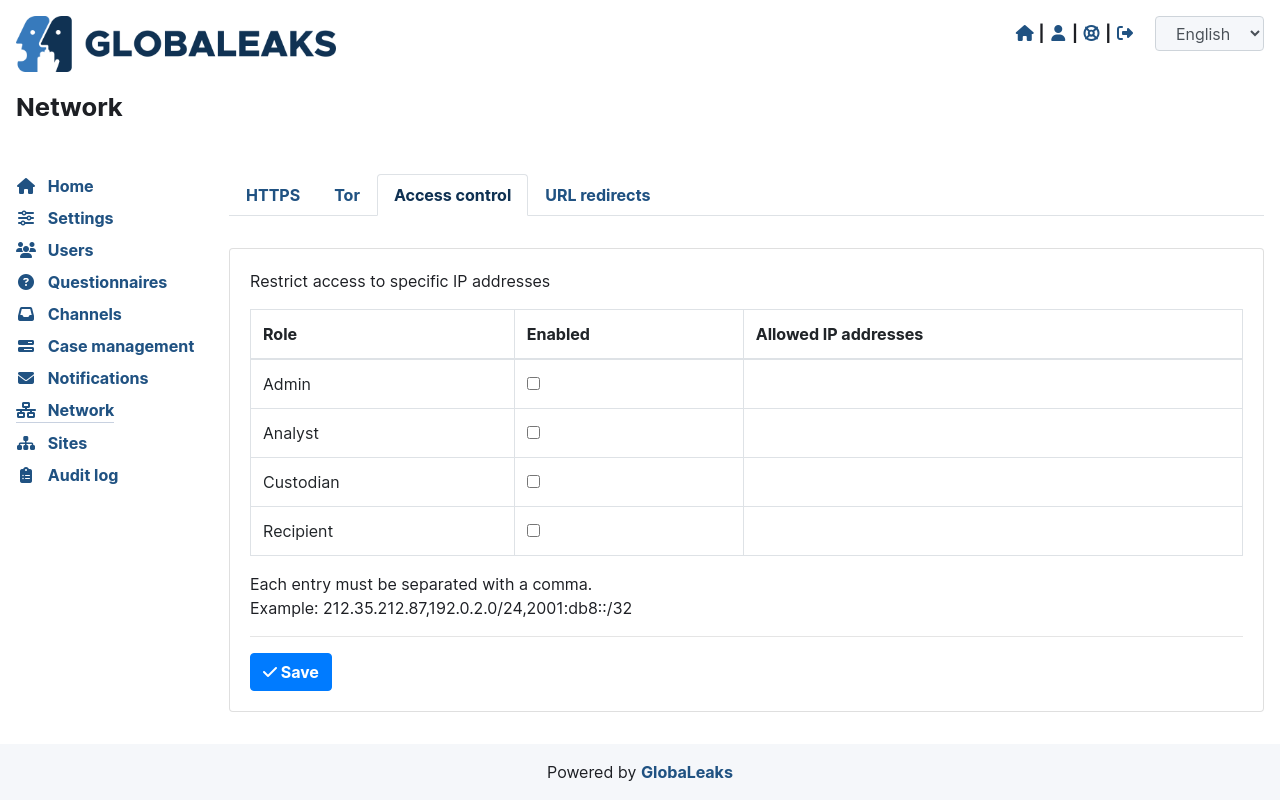 GLOBALEAKS
| | |
English
Network
Home
Settings
Users
Questionnaires
Channels
Case management
Notifications
Network
Sites
Audit log
HTTPS Tor Access control URL redirects
Restrict access to specific IP addresses
Role Enabled Allowed IP addresses
Admin
Analyst
Custodian
Recipient
Each entry must be separated with a comma.
Example: 212.35.212.87,192.0.2.0/24,2001:db8::/32
Save
Powered by GlobaLeaks